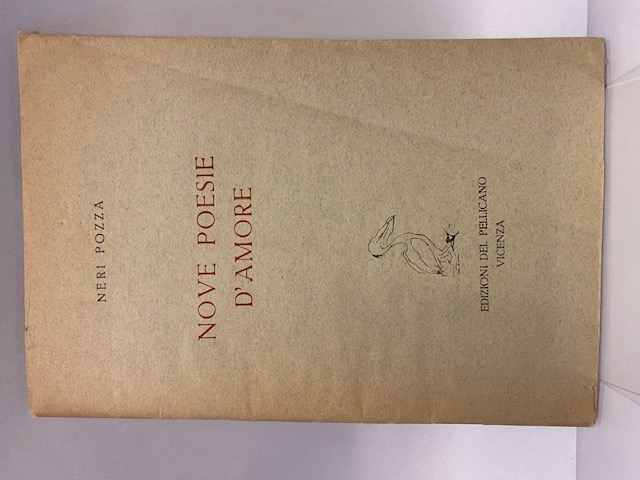 NERI POZZA
NOVE POESIE
D'AMORE
EDIZIONI DEL PELLICANO
VICENZA